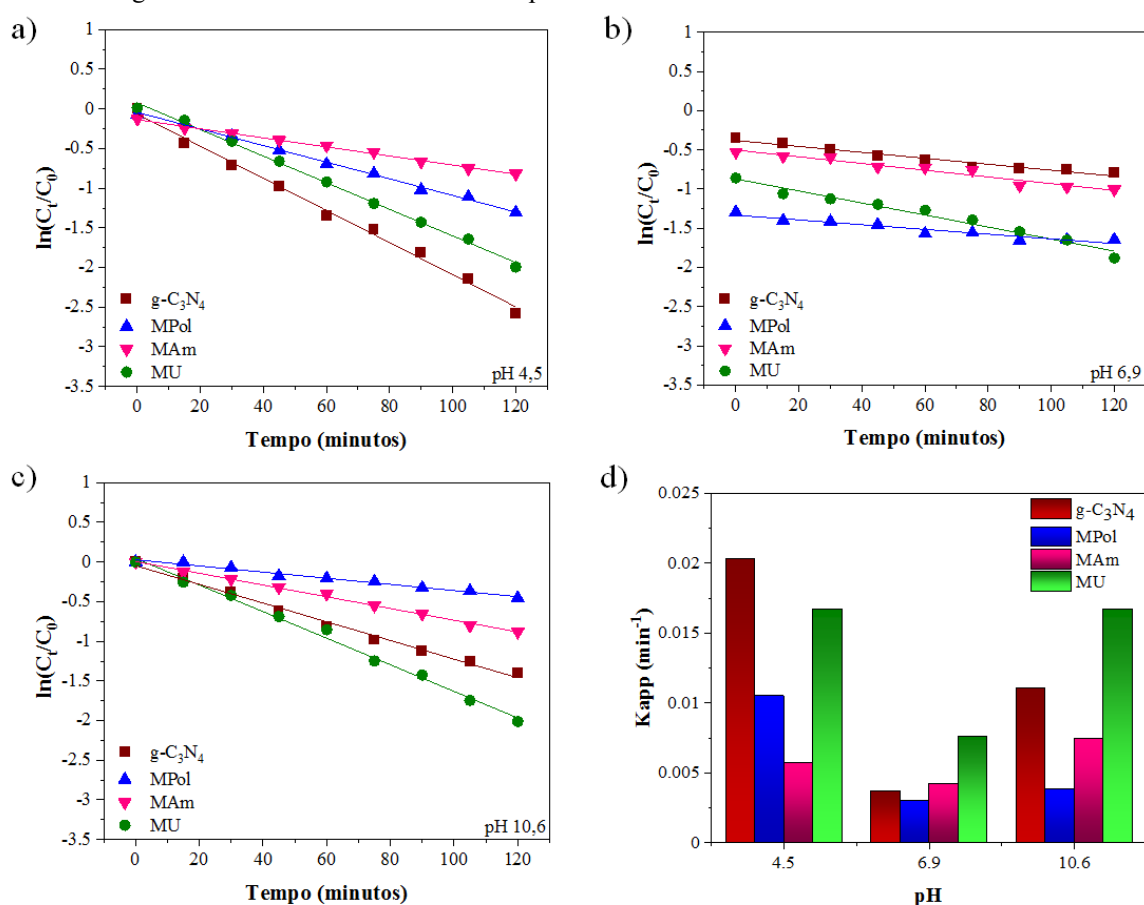 a)
ln(Cₜ/C₀)
1
0.5
0
-0.5
-1
-1.5
-2
-2.5
-3
-3.5
g-C₃N₄
MPol
MAm
MU
pH 4,5
0 20 40 60 80 100 120
Tempo (minutos)
b)
ln(Cₜ/C₀)
1
0.5
0
-0.5
-1
-1.5
-2
-2.5
-3
-3.5
g-C₃N₄
MPol
MAm
MU
pH 6,9
0 20 40 60 80 100 120
Tempo (minutos)
c)
ln(Cₜ/C₀)
1
0.5
0
-0.5
-1
-1.5
-2
-2.5
-3
-3.5
g-C₃N₄
MPol
MAm
MU
pH 10,6
0 20 40 60 80 100 120
Tempo (minutos)
d)
Kapp (min⁻¹)
0.025
0.02
0.015
0.01
0.005
0
g-C₃N₄
MPol
MAm
MU
4.5 6.9 10.6
pH